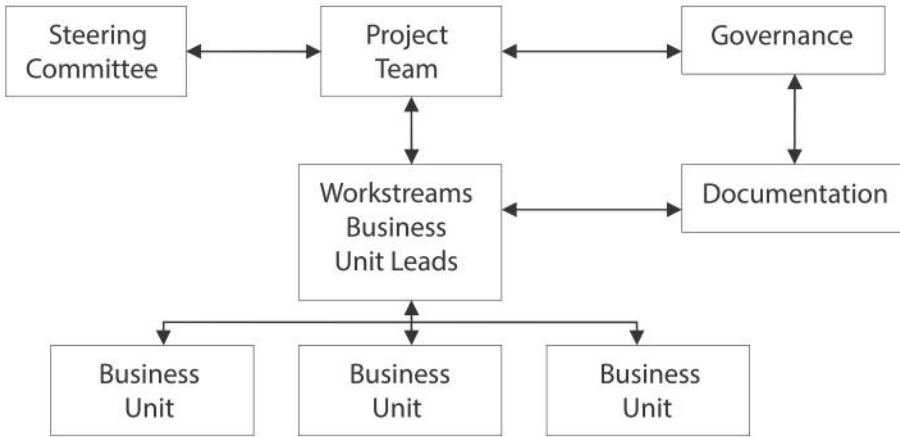 Steering
Committee
Project
Team
Governance
Workstreams
Business
Unit Leads
Documentation
Business
Unit
Business
Unit
Business
Unit